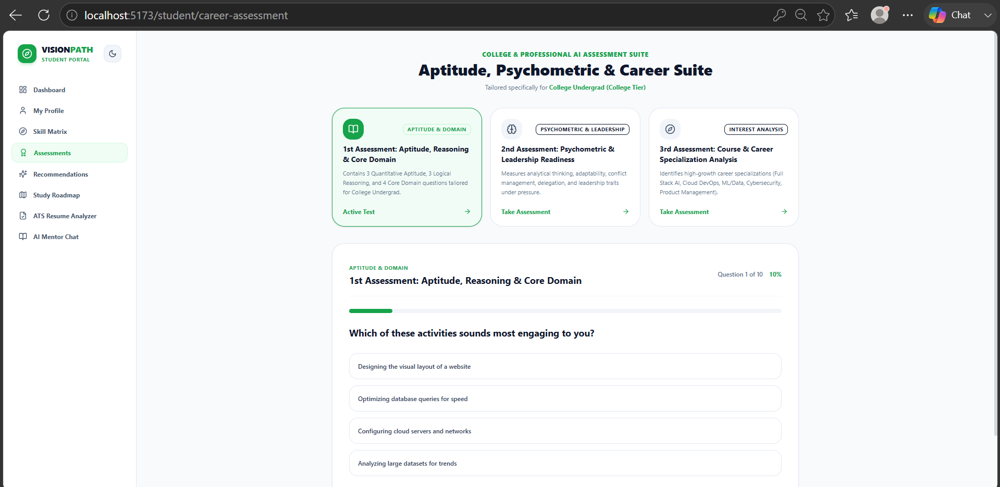 localhost:5173/student/career-assessment
Chat
VISIONPATH
STUDENT PORTAL
Dashboard
My Profile
Skill Matrix
Assessments
Recommendations
Study Roadmap
ATS Resume Analyzer
AI Mentor Chat
COLLEGE & PROFESSIONAL AI ASSESSMENT SUITE
Aptitude, Psychometric & Career Suite
Tailored specifically for College Undergrad (College Tier)
APTITUDE & DOMAIN
1st Assessment: Aptitude, Reasoning
& Core Domain
Contains 3 Quantitative Aptitude, 3 Logical
Reasoning, and 4 Core Domain questions tailored
for College Undergrad.
Active Test
PSYCHOMETRIC & LEADERSHIP
2nd Assessment: Psychometric &
Leadership Readiness
Measures analytical thinking, adaptability, conflict
management, delegation, and leadership traits
under pressure.
Take Assessment
INTEREST ANALYSIS
3rd Assessment: Course & Career
Specialization Analysis
Identifies high-growth career specializations (Full
Stack AI, Cloud DevOps, ML/Data, Cybersecurity,
Product Management).
Take Assessment
APTITUDE & DOMAIN
1st Assessment: Aptitude, Reasoning & Core Domain
Question 1 of 10 10%
Which of these activities sounds most engaging to you?
Designing the visual layout of a website
Optimizing database queries for speed
Configuring cloud servers and networks
Analyzing large datasets for trends